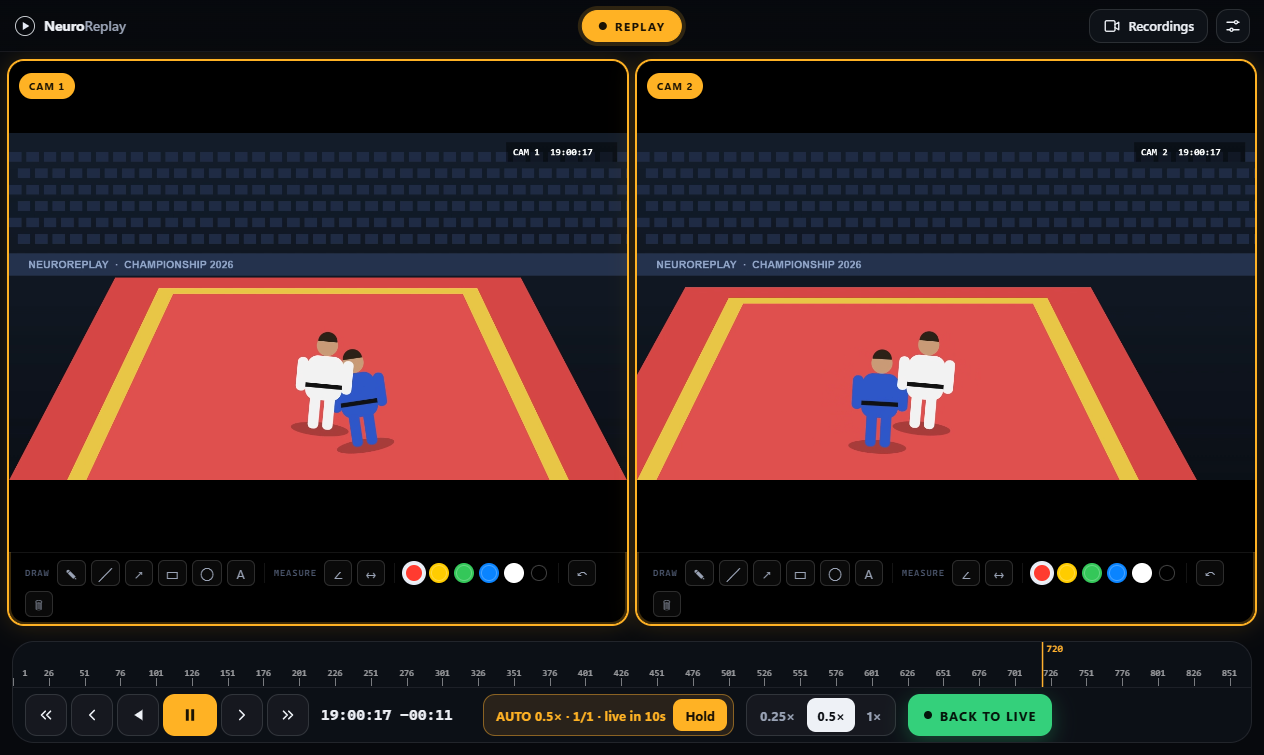 NeuroReplay
REPLAY
Recordings
CAM 1
CAM 1 19:00:17
NEUROREPLAY · CHAMPIONSHIP 2026
DRAW
A
MEASURE
CAM 2
CAM 2 19:00:17
NEUROREPLAY · CHAMPIONSHIP 2026
DRAW
A
MEASURE
720
1 26 51 76 101 126 151 176 201 226 251 276 301 326 351 376 401 426 451 476 501 526 551 576 601 626 651 676 701 726 751 776 801 826 851
19:00:17 −00:11
AUTO 0.5× · 1/1 · live in 10s
Hold
0.25× 0.5× 1×
BACK TO LIVE